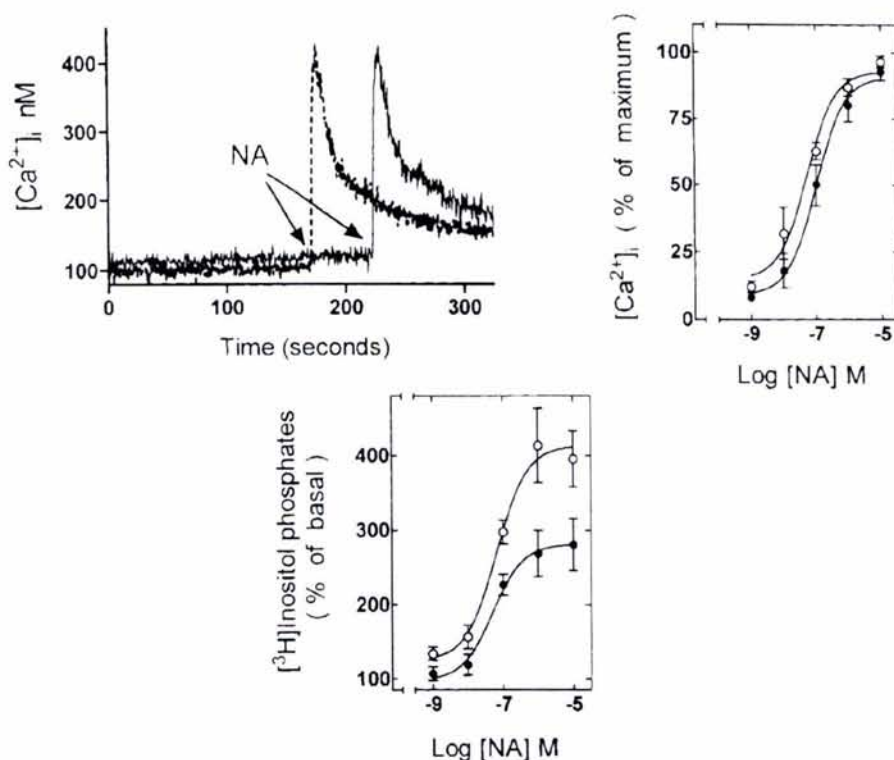 [Ca²⁺]ᵢ, nM
400
300
200
100
NA
0
100
200
300
Time (seconds)
[Ca²⁺]ᵢ ( % of maximum)
100
75
50
25
0
-9
-7
-5
Log [NA] M
[³H]Inositol phosphates
( % of basal )
400
300
200
100
-9
-7
-5
Log [NA] M